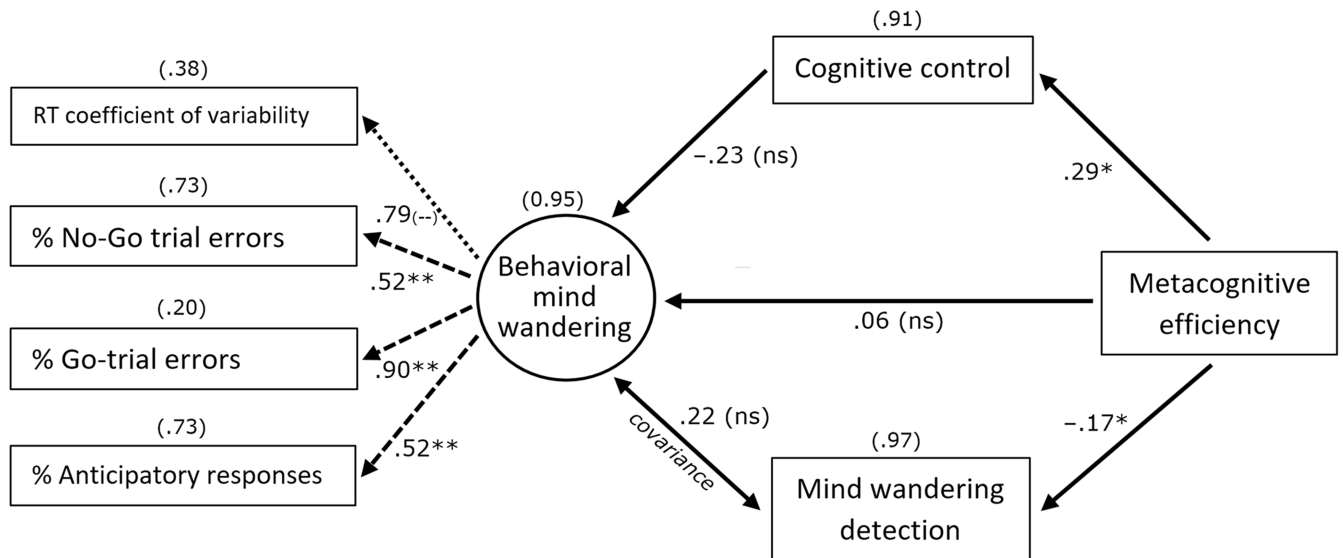 (.91)
Cognitive control
(.38)
RT coefficient of variability
–.23 (ns)
.29*
(.73)
% No-Go trial errors
.79(--)
.52**
(0.95)
Behavioral
mind
wandering
Metacognitive
efficiency
.06 (ns)
(.20)
% Go-trial errors
.90**
(.73)
% Anticipatory responses
.52**
.22 (ns)
covariance
–.17*
(.97)
Mind wandering
detection